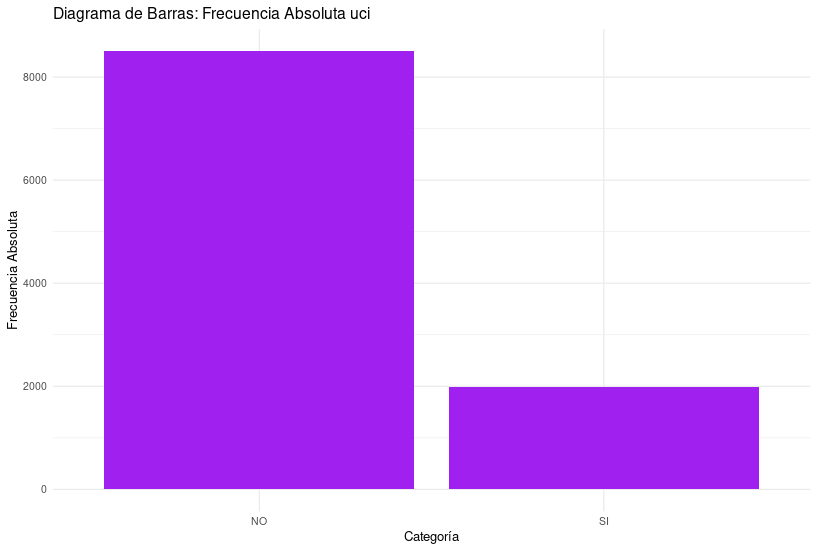 Diagrama de Barras: Frecuencia Absoluta uci
Frecuencia Absoluta
8000
6000
4000
2000
0
NO
SI
Categoría